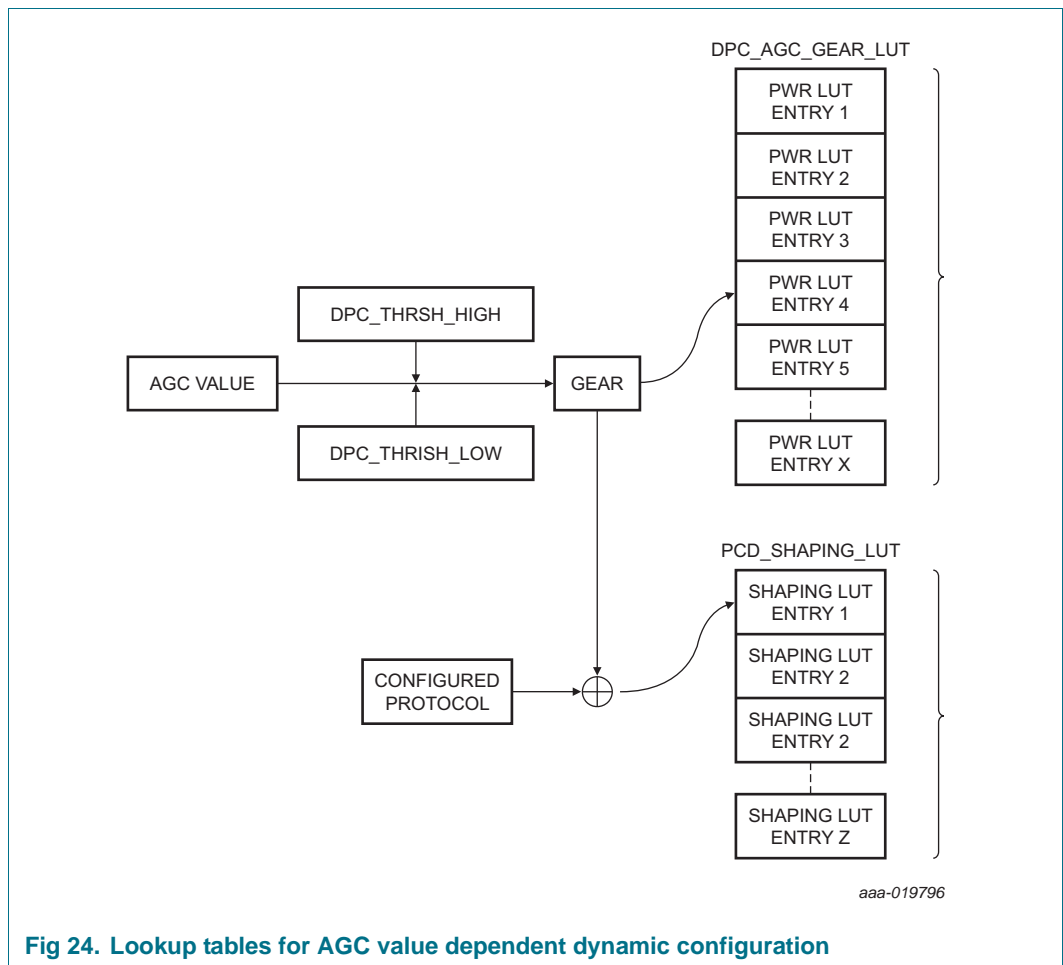 DPC_AGC_GEAR_LUT
PWR LUT
ENTRY 1
PWR LUT
ENTRY 2
PWR LUT
ENTRY 3
PWR LUT
ENTRY 4
PWR LUT
ENTRY 5
PWR LUT
ENTRY X
DPC_THRSH_HIGH
AGC VALUE
GEAR
DPC_THRISH_LOW
PCD_SHAPING_LUT
SHAPING LUT
ENTRY 1
SHAPING LUT
ENTRY 2
SHAPING LUT
ENTRY 2
SHAPING LUT
ENTRY Z
CONFIGURED
PROTOCOL
aaa-019796
Fig 24. Lookup tables for AGC value dependent dynamic configuration